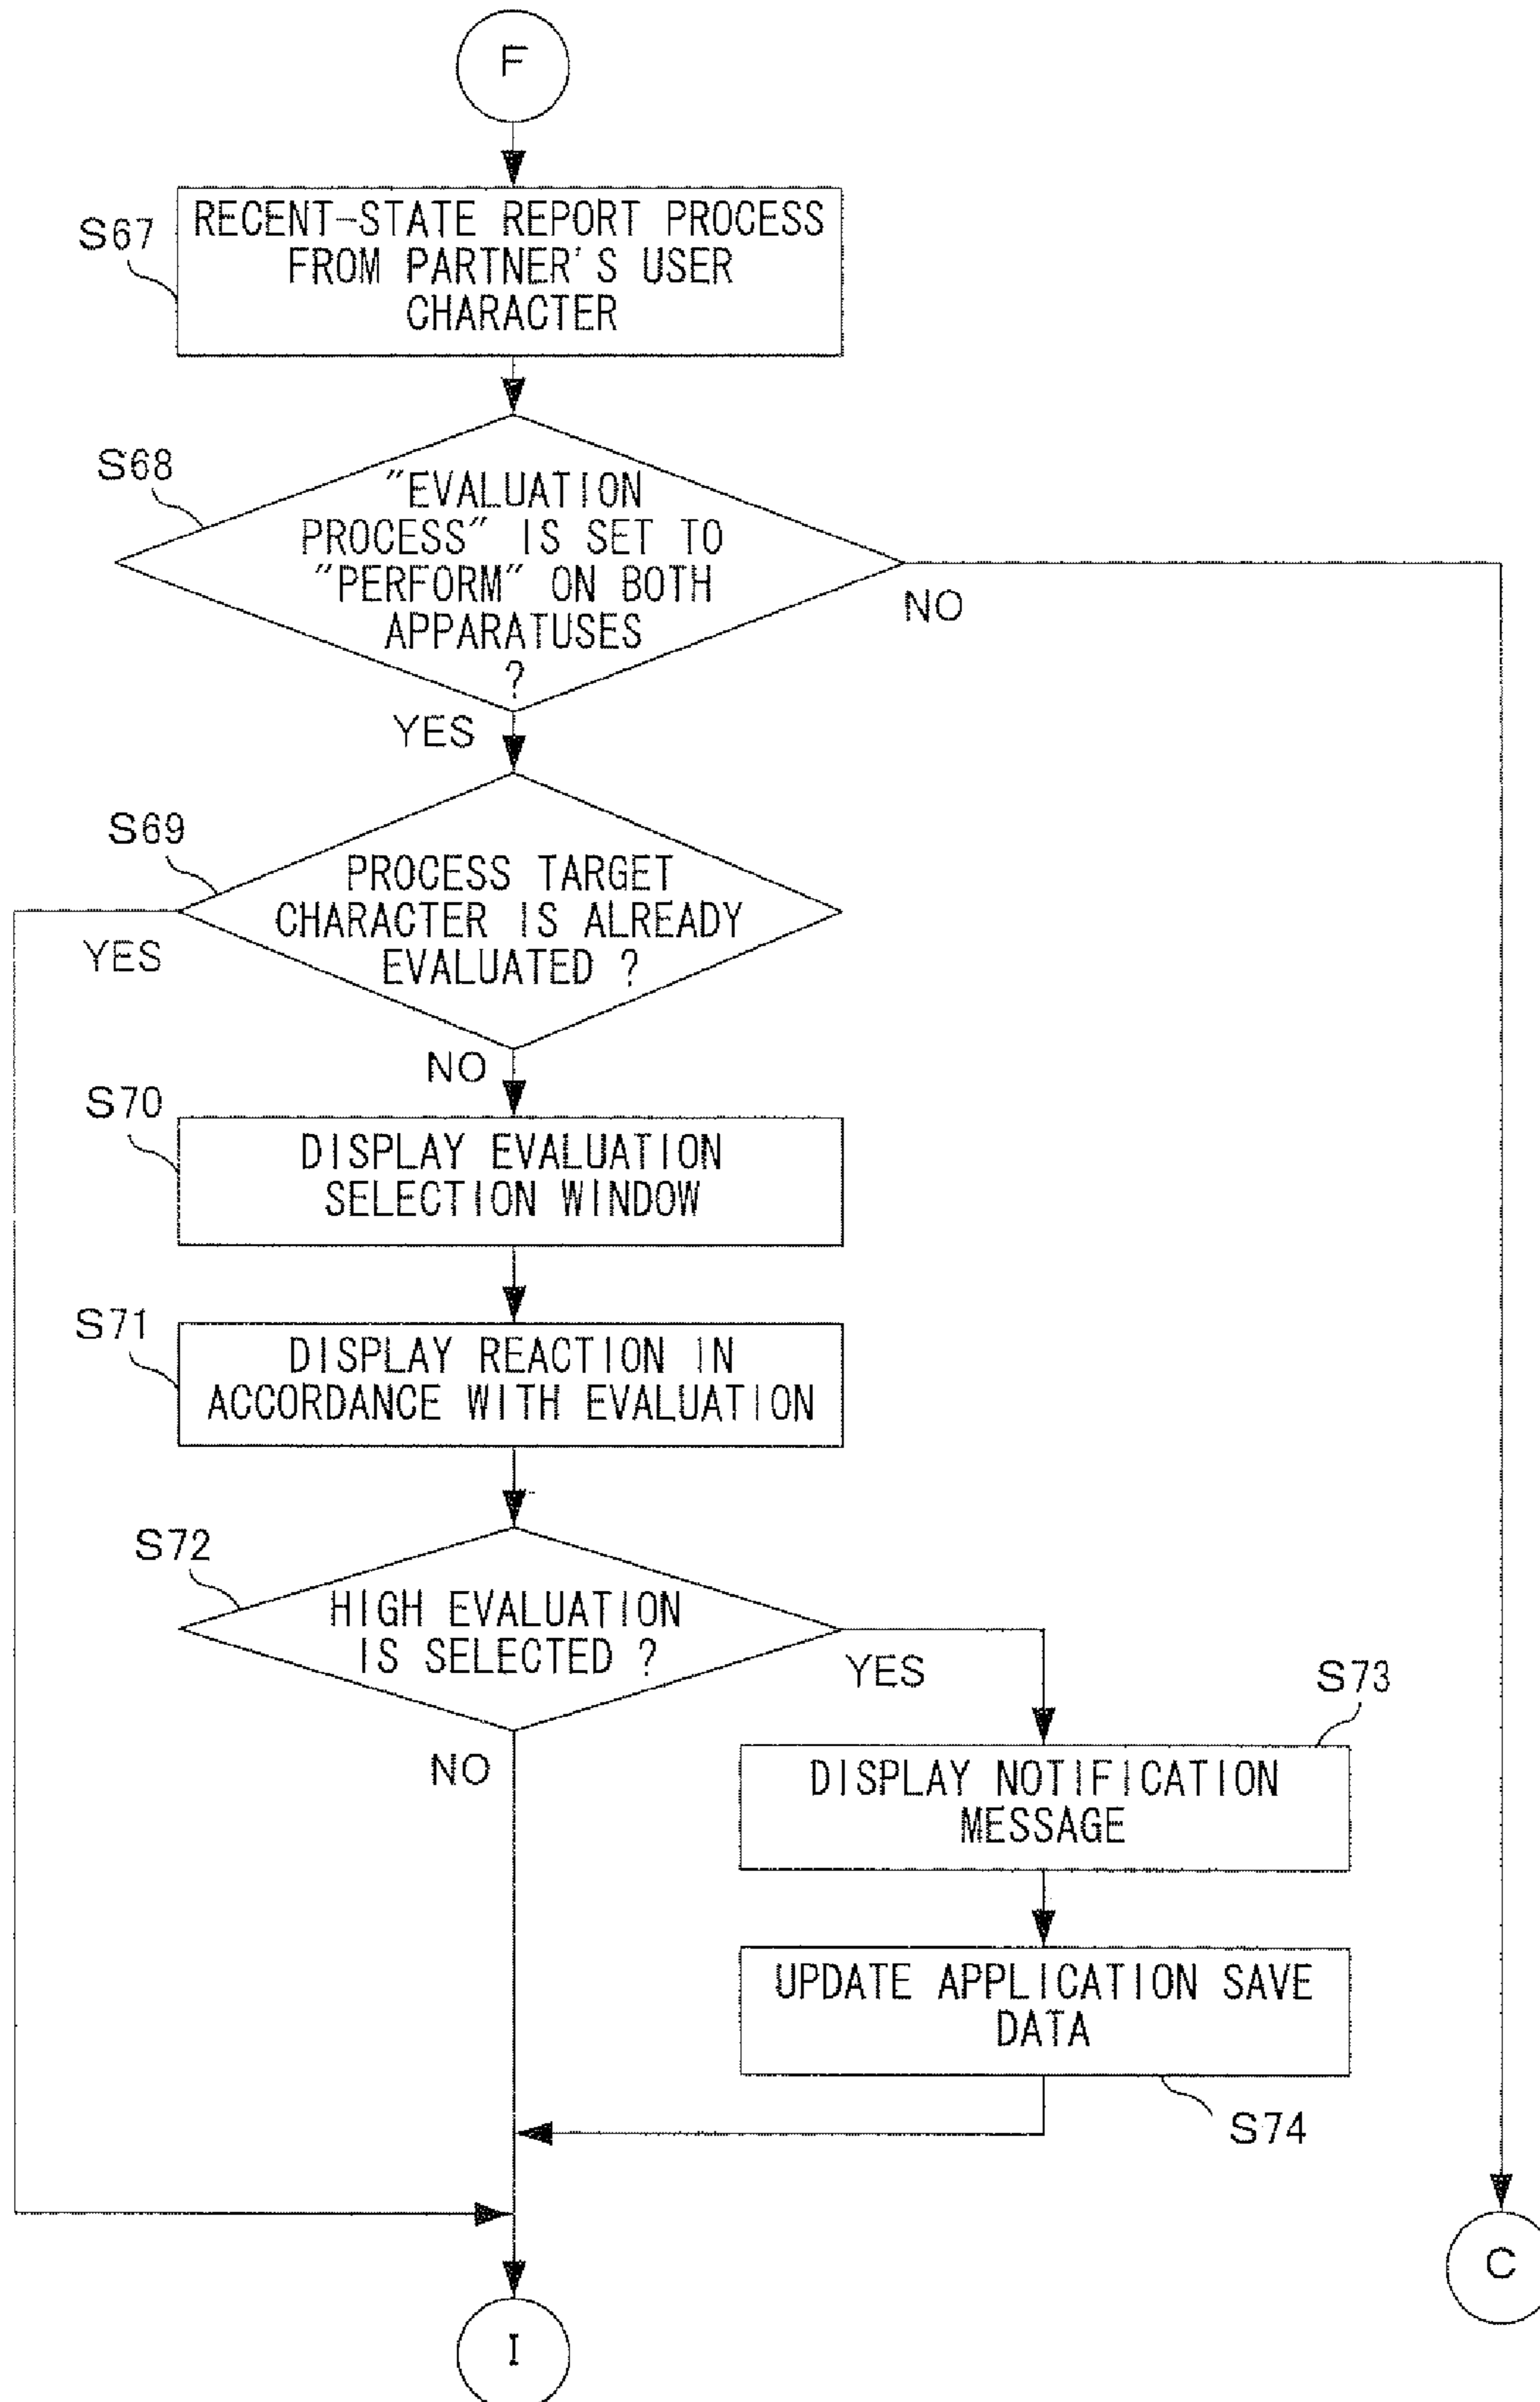 F
S67
RECENT-STATE REPORT PROCESS
FROM PARTNER'S USER
CHARACTER
S68
"EVALUATION
PROCESS" IS SET TO
"PERFORM" ON BOTH
APPARATUSES
?
NO
YES
S69
PROCESS TARGET
CHARACTER IS ALREADY
EVALUATED ?
YES
NO
S70
DISPLAY EVALUATION
SELECTION WINDOW
S71
DISPLAY REACTION IN
ACCORDANCE WITH EVALUATION
S72
HIGH EVALUATION
IS SELECTED ?
YES
NO
S73
DISPLAY NOTIFICATION
MESSAGE
UPDATE APPLICATION SAVE
DATA
S74
C
I